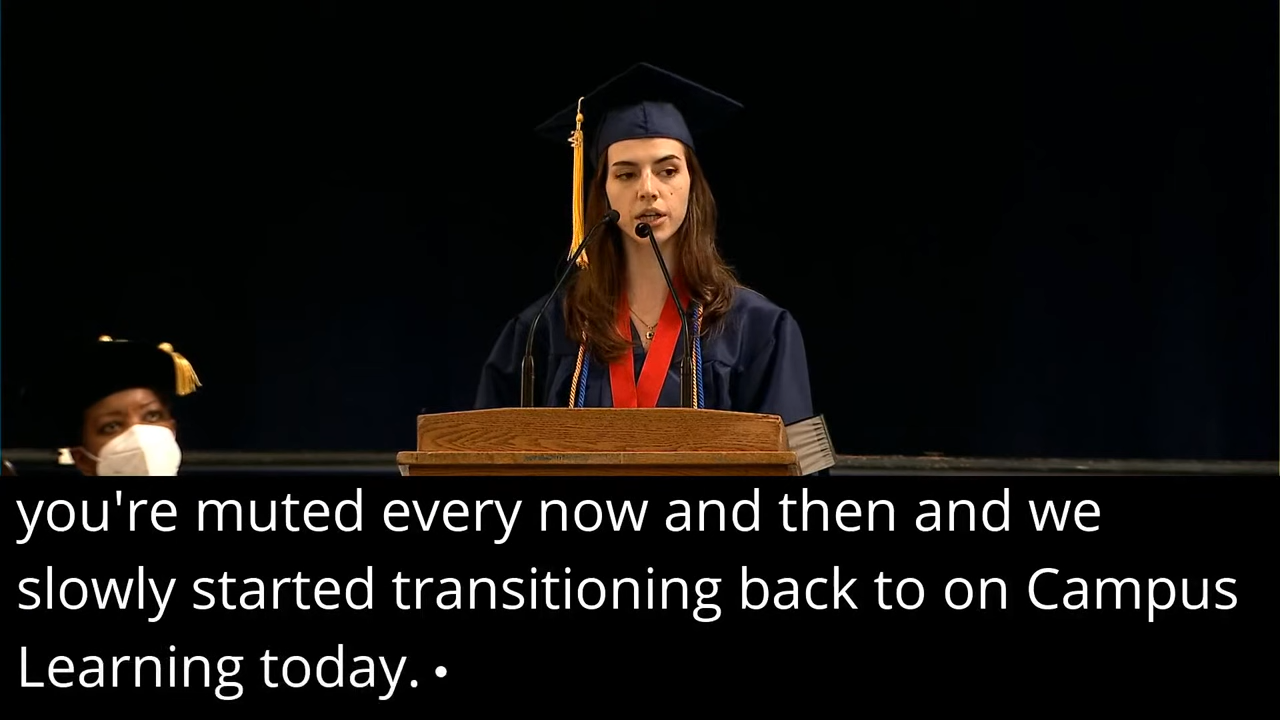 you're muted every now and then and we
slowly started transitioning back to on Campus
Learning today. •